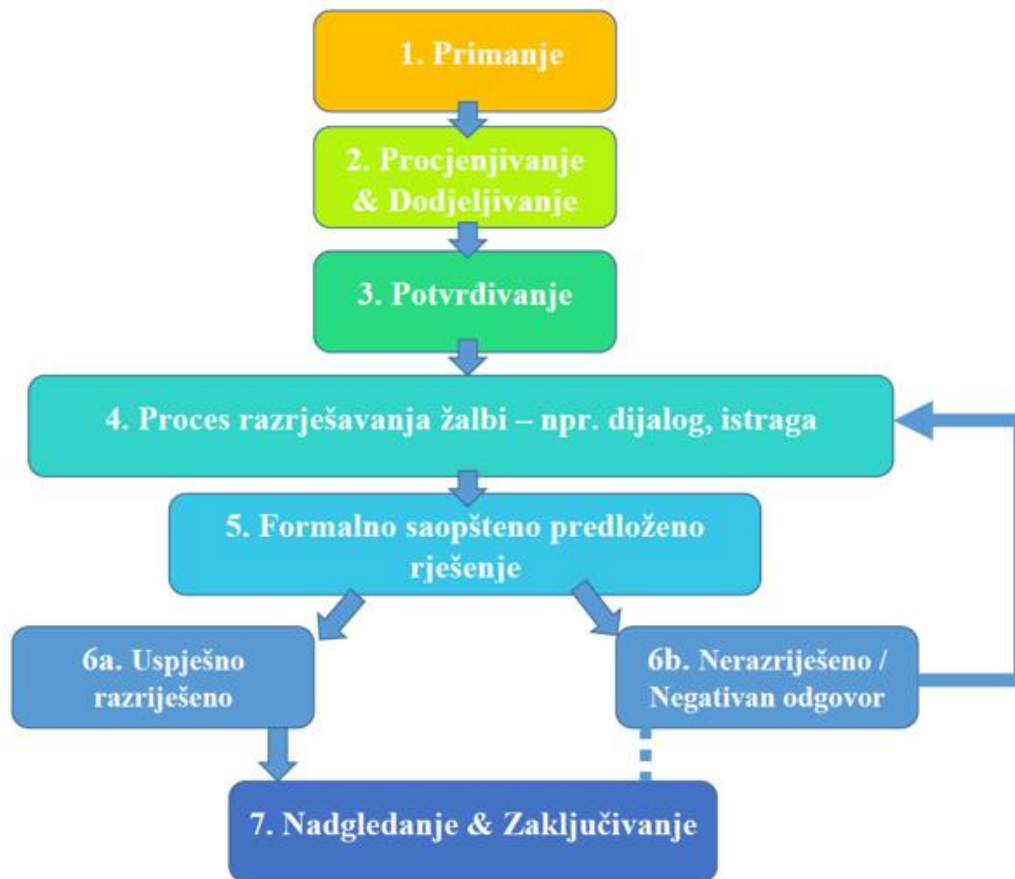 1. Primanje
2. Procjenjivanje
& Dodjeljivanje
3. Potvrđivanje
4. Proces razrješavanja žalbi – npr. dijalog, istraga
5. Formalno saopšteno predloženo
rješenje
6a. Uspješno
razriješeno
6b. Nerazriješeno /
Negativan odgovor
7. Nadgledanje & Zaključivanje